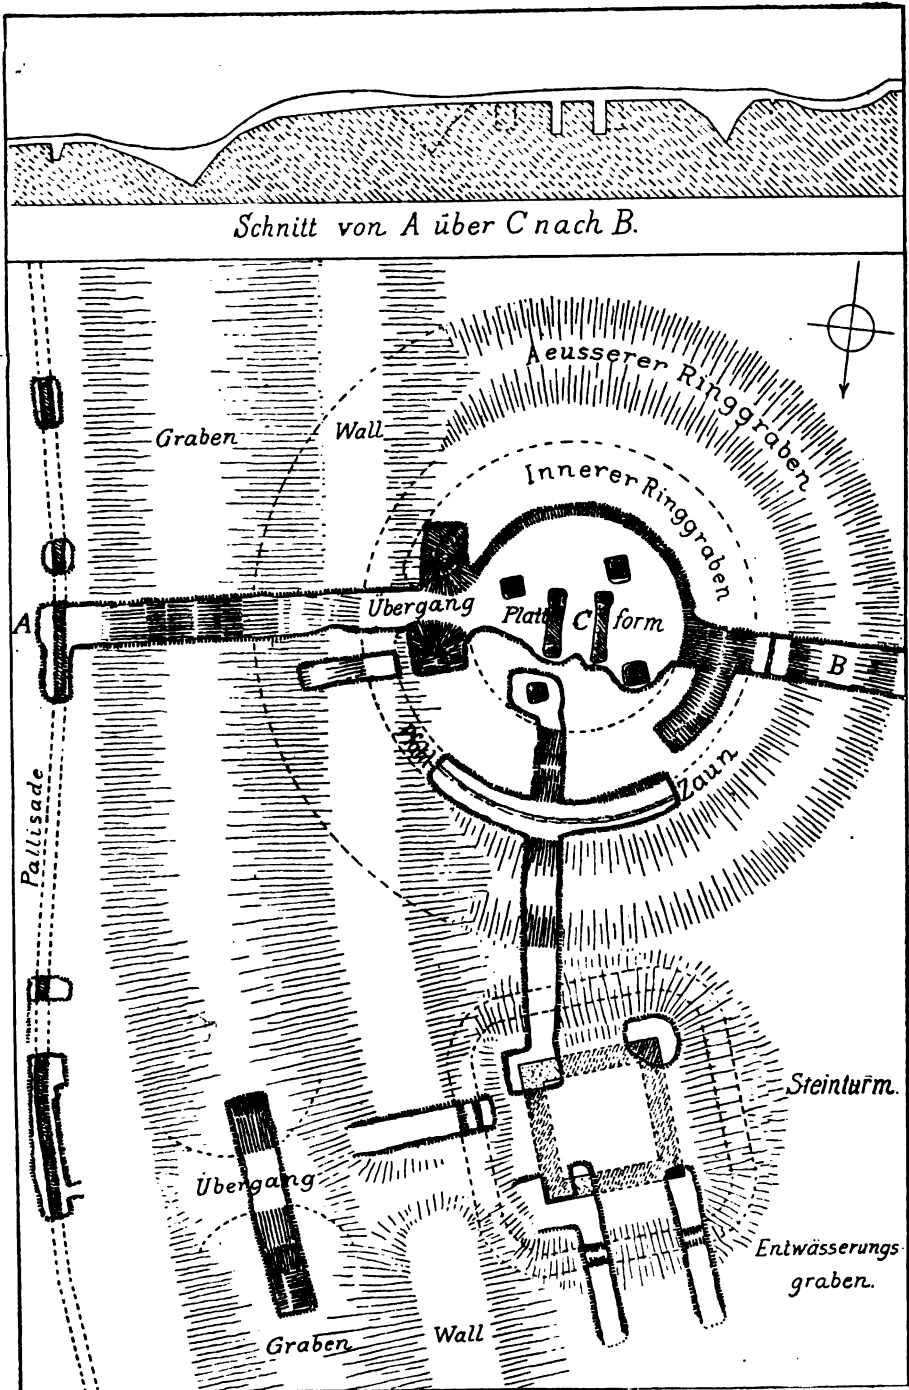 Schnitt von A über C nach B.
Aeusserer Ringgraben
Graben
Wall
Innerer Ringgraben
A
Übergang
Platt C form
B
Zaun
Pallisade
Steinturm.
Übergang
Entwässerungs-
graben.
Graben
Wall